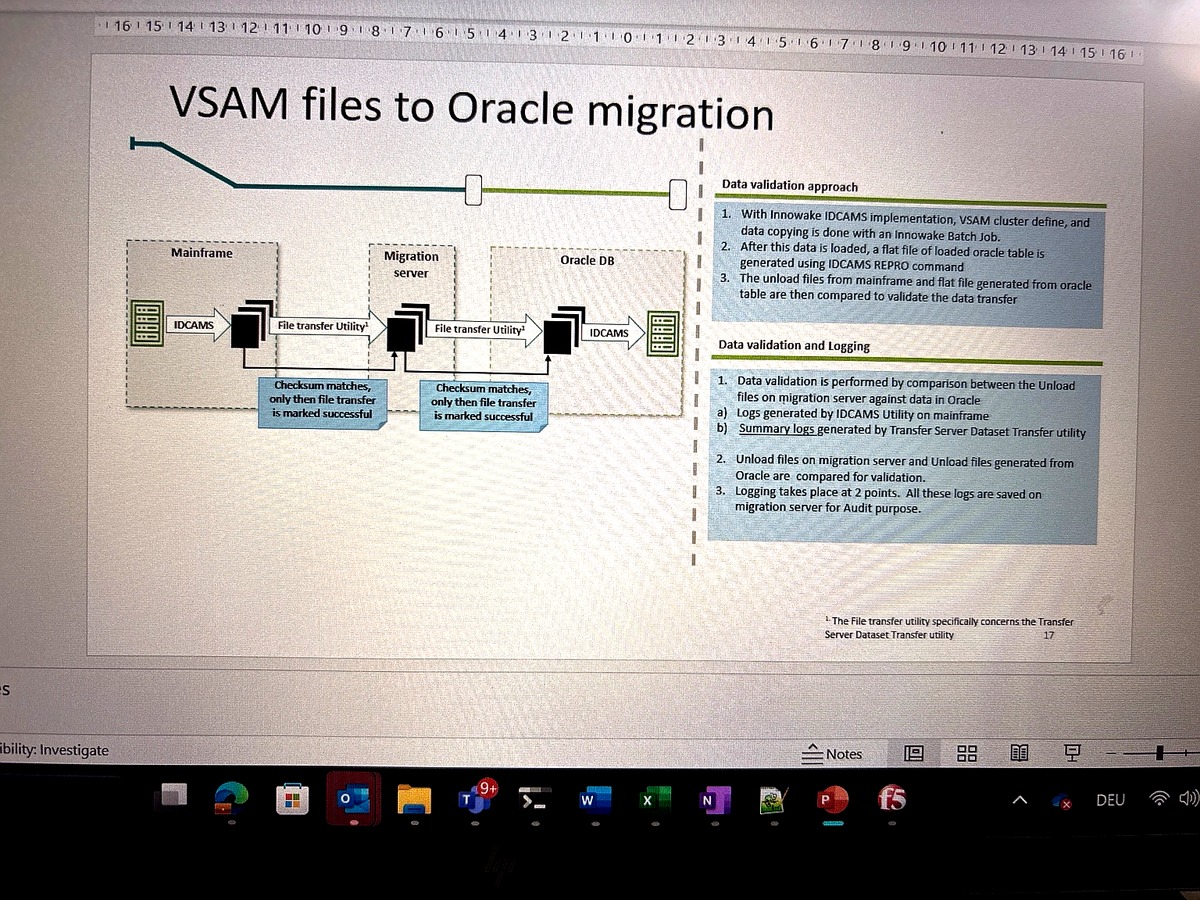 16 15 14 13 12 11 10 9 8 7 6 5 4 3 2 1 0 1 2 3 4 5 6 7 8 9 10 11 12 13 14 15 16
VSAM files to Oracle migration
Mainframe
Migration
server
Oracle DB
IDCAMS
File transfer Utility¹
File transfer Utility¹
IDCAMS
Checksum matches,
only then file transfer
is marked successful
Checksum matches,
only then file transfer
is marked successful
Data validation approach
1. With Innowake IDCAMS implementation, VSAM cluster define, and
data copying is done with an Innowake Batch Job.
2. After this data is loaded, a flat file of loaded oracle table is
generated using IDCAMS REPRO command
3. The unload files from mainframe and flat file generated from oracle
table are then compared to validate the data transfer
Data validation and Logging
1. Data validation is performed by comparison between the Unload
files on migration server against data in Oracle
a) Logs generated by IDCAMS Utility on mainframe
b) Summary logs generated by Transfer Server Dataset Transfer utility
2. Unload files on migration server and Unload files generated from
Oracle are compared for validation.
3. Logging takes place at 2 points. All these logs are saved on
migration server for Audit purpose.
¹ The File transfer utility specifically concerns the Transfer
Server Dataset Transfer utility
17
es
ibility: Investigate
Notes
O
T
9+
W
X
N
P
f5
DEU